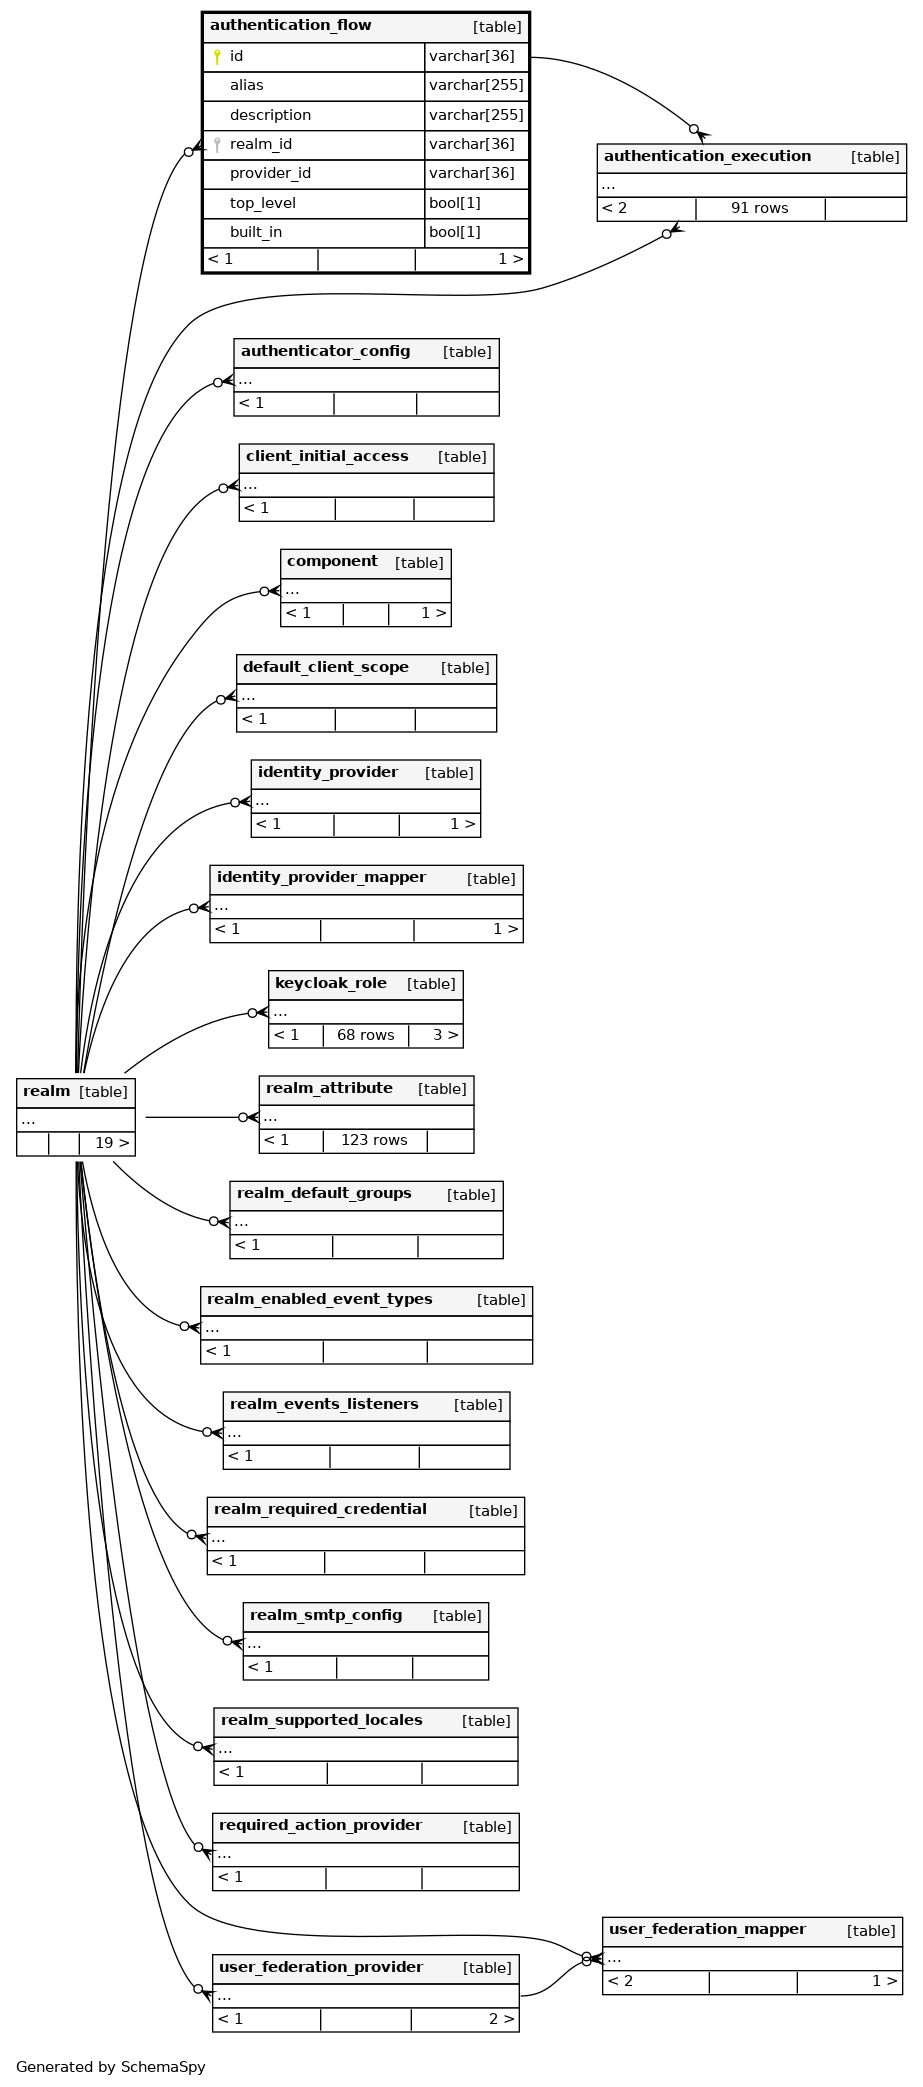 authentication_flow [table]
id varchar[36]
alias varchar[255]
description varchar[255]
realm_id varchar[36]
provider_id varchar[36]
top_level bool[1]
built_in bool[1]
< 1 1 >
authentication_execution [table]
...
< 2 91 rows
authenticator_config [table]
...
< 1
client_initial_access [table]
...
< 1
component [table]
...
< 1 1 >
default_client_scope [table]
...
< 1
identity_provider [table]
...
< 1 1 >
identity_provider_mapper [table]
...
< 1 1 >
keycloak_role [table]
...
< 1 68 rows 3 >
realm [table]
...
19 >
realm_attribute [table]
...
< 1 123 rows
realm_default_groups [table]
...
< 1
realm_enabled_event_types [table]
...
< 1
realm_events_listeners [table]
...
< 1
realm_required_credential [table]
...
< 1
realm_smtp_config [table]
...
< 1
realm_supported_locales [table]
...
< 1
required_action_provider [table]
...
< 1
user_federation_mapper [table]
...
< 2 1 >
user_federation_provider [table]
...
< 1 2 >
Generated by SchemaSpy